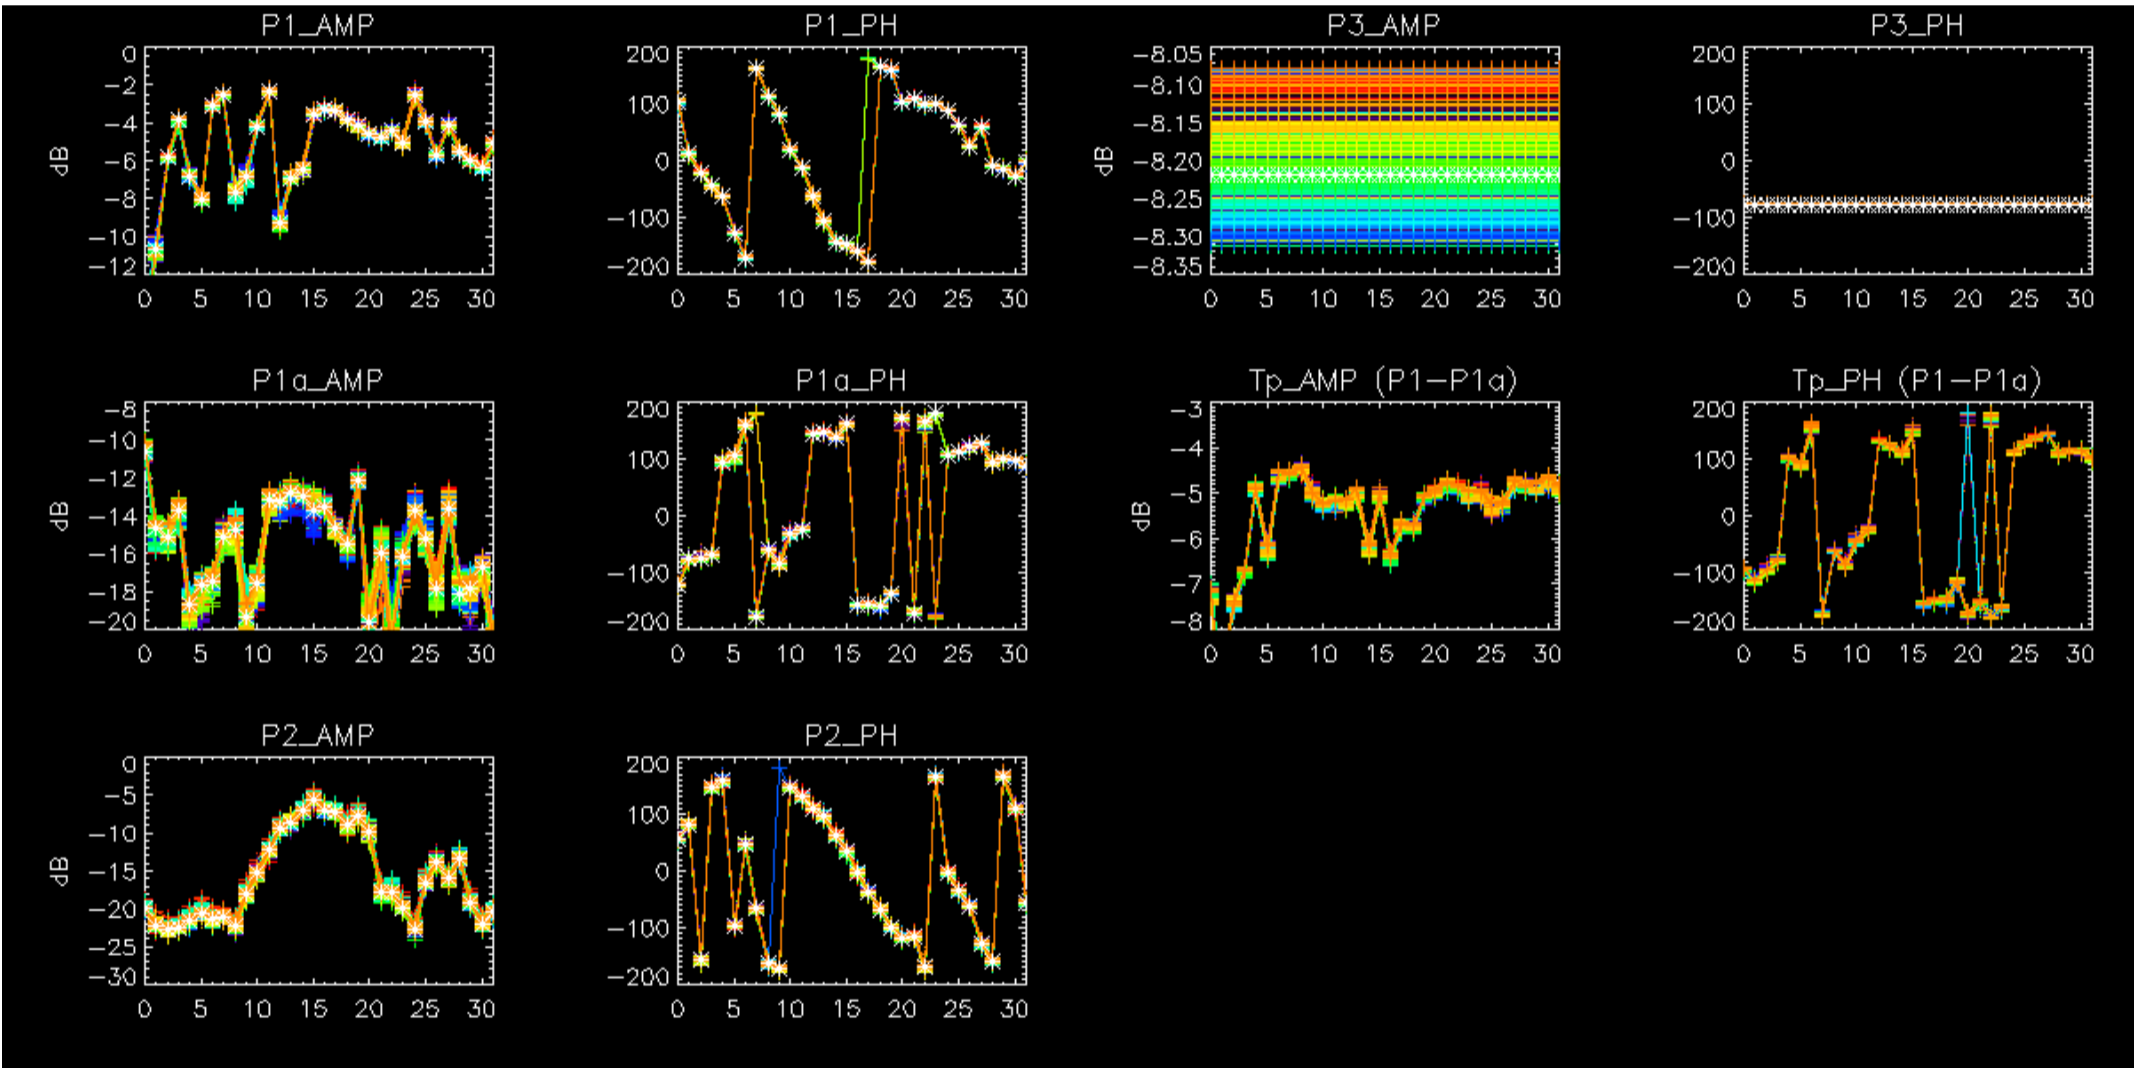 P1_AMP
0
-2
-4
-6
-8
-10
-12
dB
0 5 10 15 20 25 30
P1_PH
200
100
0
-100
-200
0 5 10 15 20 25 30
P3_AMP
-8.05
-8.10
-8.15
-8.20
-8.25
-8.30
-8.35
dB
0 5 10 15 20 25 30
P3_PH
200
100
0
-100
-200
0 5 10 15 20 25 30
P1a_AMP
-8
-10
-12
-14
-16
-18
-20
dB
0 5 10 15 20 25 30
P1a_PH
200
100
0
-100
-200
0 5 10 15 20 25 30
Tp_AMP (P1-P1a)
-3
-4
-5
-6
-7
-8
dB
0 5 10 15 20 25 30
Tp_PH (P1-P1a)
200
100
0
-100
-200
0 5 10 15 20 25 30
P2_AMP
0
-5
-10
-15
-20
-25
-30
dB
0 5 10 15 20 25 30
P2_PH
200
100
0
-100
-200
0 5 10 15 20 25 30